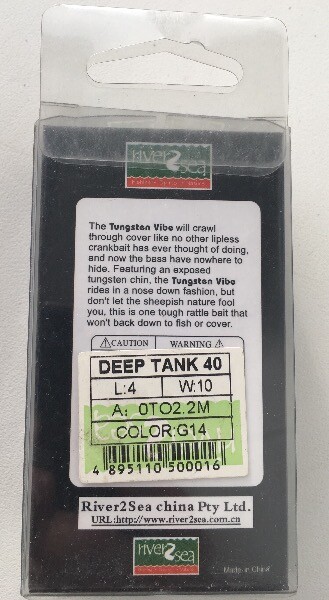 river2sea
The Tungsten Vibe will crawl
through cover like no other lipless
crankbait has ever thought of doing,
and now the bass have nowhere to
hide. Featuring an exposed
tungsten chin, the Tungsten Vibe
rides in a nose down fashion, but
don't let the sheepish nature fool
you, this is one tough rattle bait that
won't back down to fish or cover.
CAUTION WARNING
DEEP TANK 40
L:4 W:10
A: 0TO2.2M
COLOR:G14
4 895110 500016
River2Sea china Pty Ltd.
URL:http://www.river2sea.com.cn
river2sea
Made in China